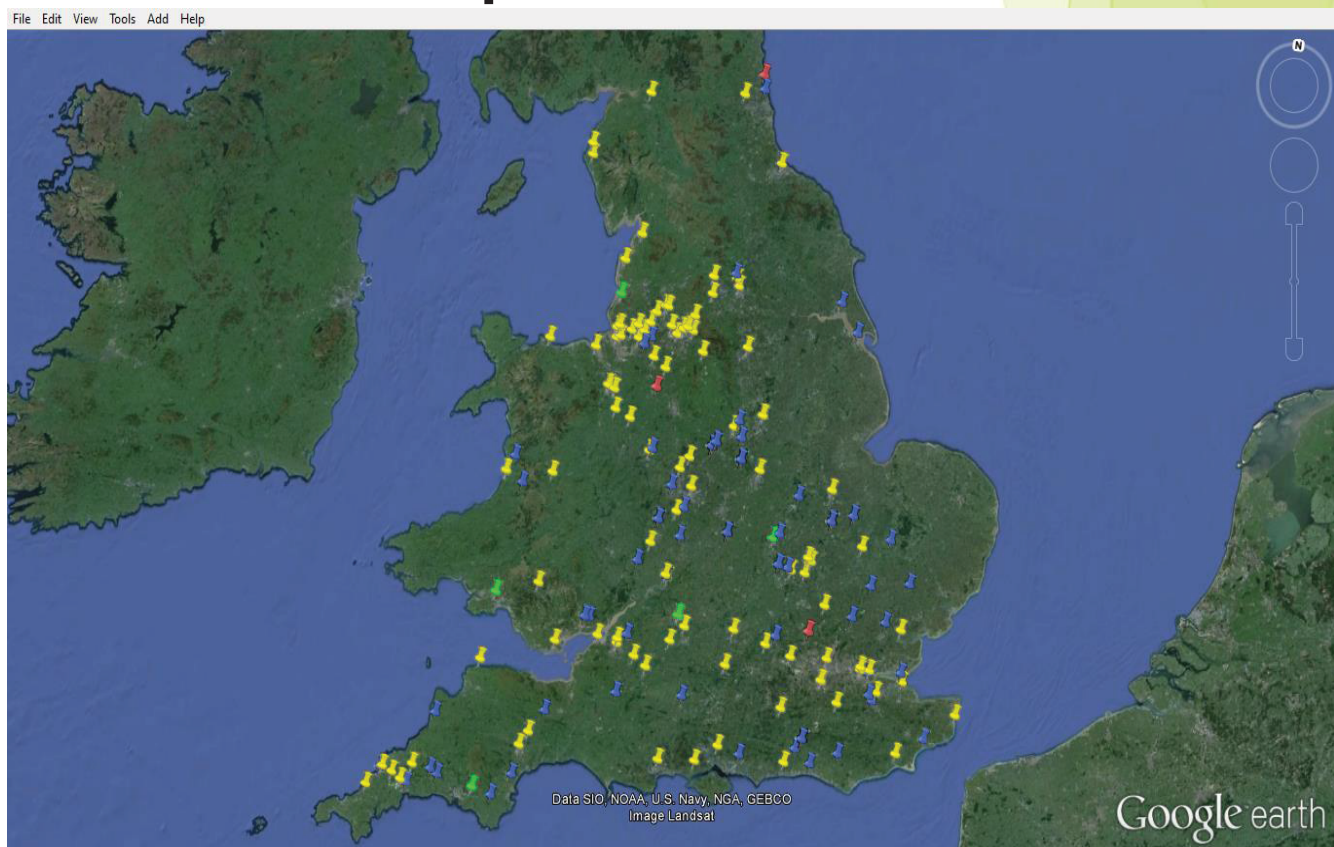 File Edit View Tools Add Help
N
Data SIO, NOAA, U.S. Navy, NGA, GEBCO
Image Landsat
Google earth